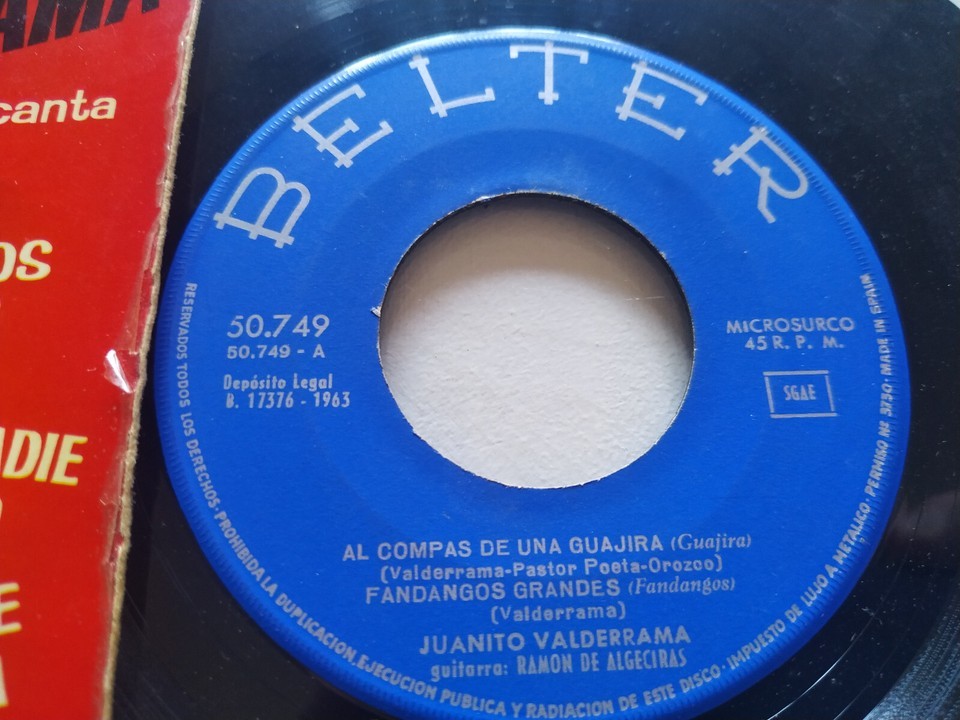 AMA
canta
OS
ADIE
E
A
BELTER
50.749
50.749 - A
Depósito Legal
B. 17376 - 1963
MICROSURCO
45 R. P. M.
SGAE
AL COMPAS DE UNA GUAJIRA (Guajira)
(Valderrama-Pastor Poeta-Orozco)
FANDANGOS GRANDES (Fandangos)
(Valderrama)
JUANITO VALDERRAMA
guitarra: RAMON DE ALGECIRAS
RESERVADOS TODOS LOS DERECHOS· PROHIBIDA LA DUPLICACION, EJECUCION PUBLICA Y RADIACION DE ESTE DISCO· IMPUESTO DE LUJO A METALICO· PERMISO Nº 3730· MADE IN SPAIN